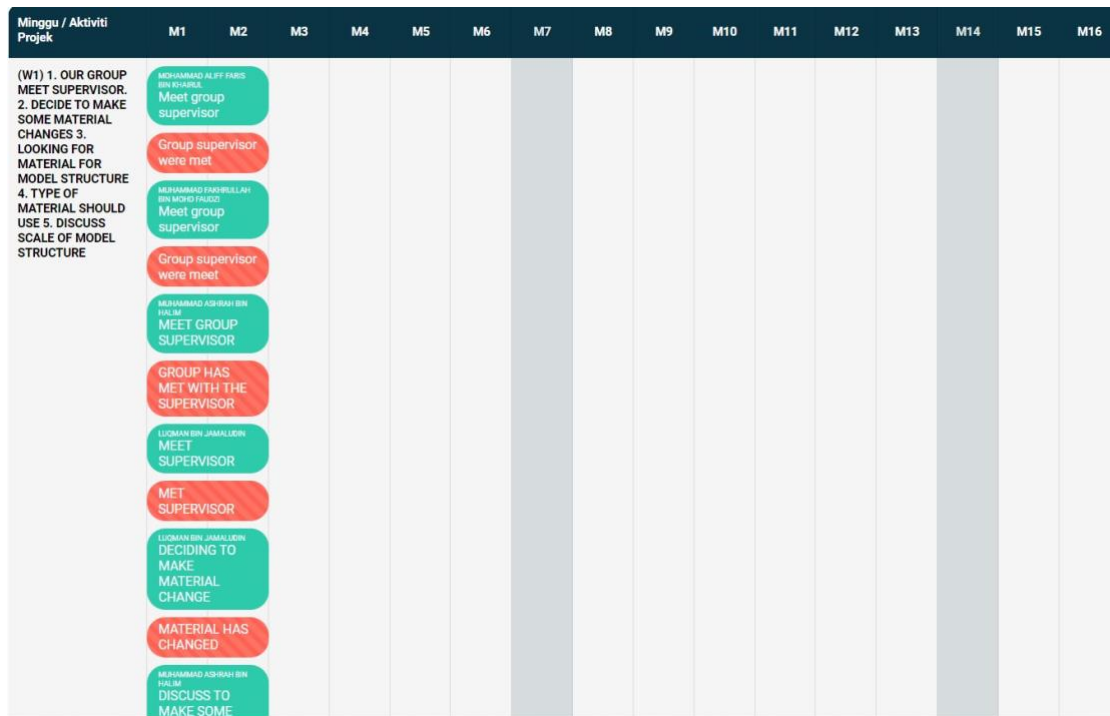 Minggu / Aktiviti
Projek
M1 M2 M3 M4 M5 M6 M7 M8 M9 M10 M11 M12 M13 M14 M15 M16
(W1) 1. OUR GROUP
MEET SUPERVISOR.
2. DECIDE TO MAKE
SOME MATERIAL
CHANGES 3.
LOOKING FOR
MATERIAL FOR
MODEL STRUCTURE
4. TYPE OF
MATERIAL SHOULD
USE 5. DISCUSS
SCALE OF MODEL
STRUCTURE
MOHAMMAD ALIFF FARIS
BIN KHAIRUL
Meet group
supervisor
Group supervisor
were met
MUHAMMAD FAKHRULLAH
BIN MOHD FAUDZI
Meet group
supervisor
Group supervisor
were meet
MUHAMMAD ASHRAH BIN
HALIM
MEET GROUP
SUPERVISOR
GROUP HAS
MET WITH THE
SUPERVISOR
LUQMAN BIN JAMALUDIN
MEET
SUPERVISOR
MET
SUPERVISOR
LUQMAN BIN JAMALUDIN
DECIDING TO
MAKE
MATERIAL
CHANGE
MATERIAL HAS
CHANGED
MUHAMMAD ASHRAH BIN
HALIM
DISCUSS TO
MAKE SOME